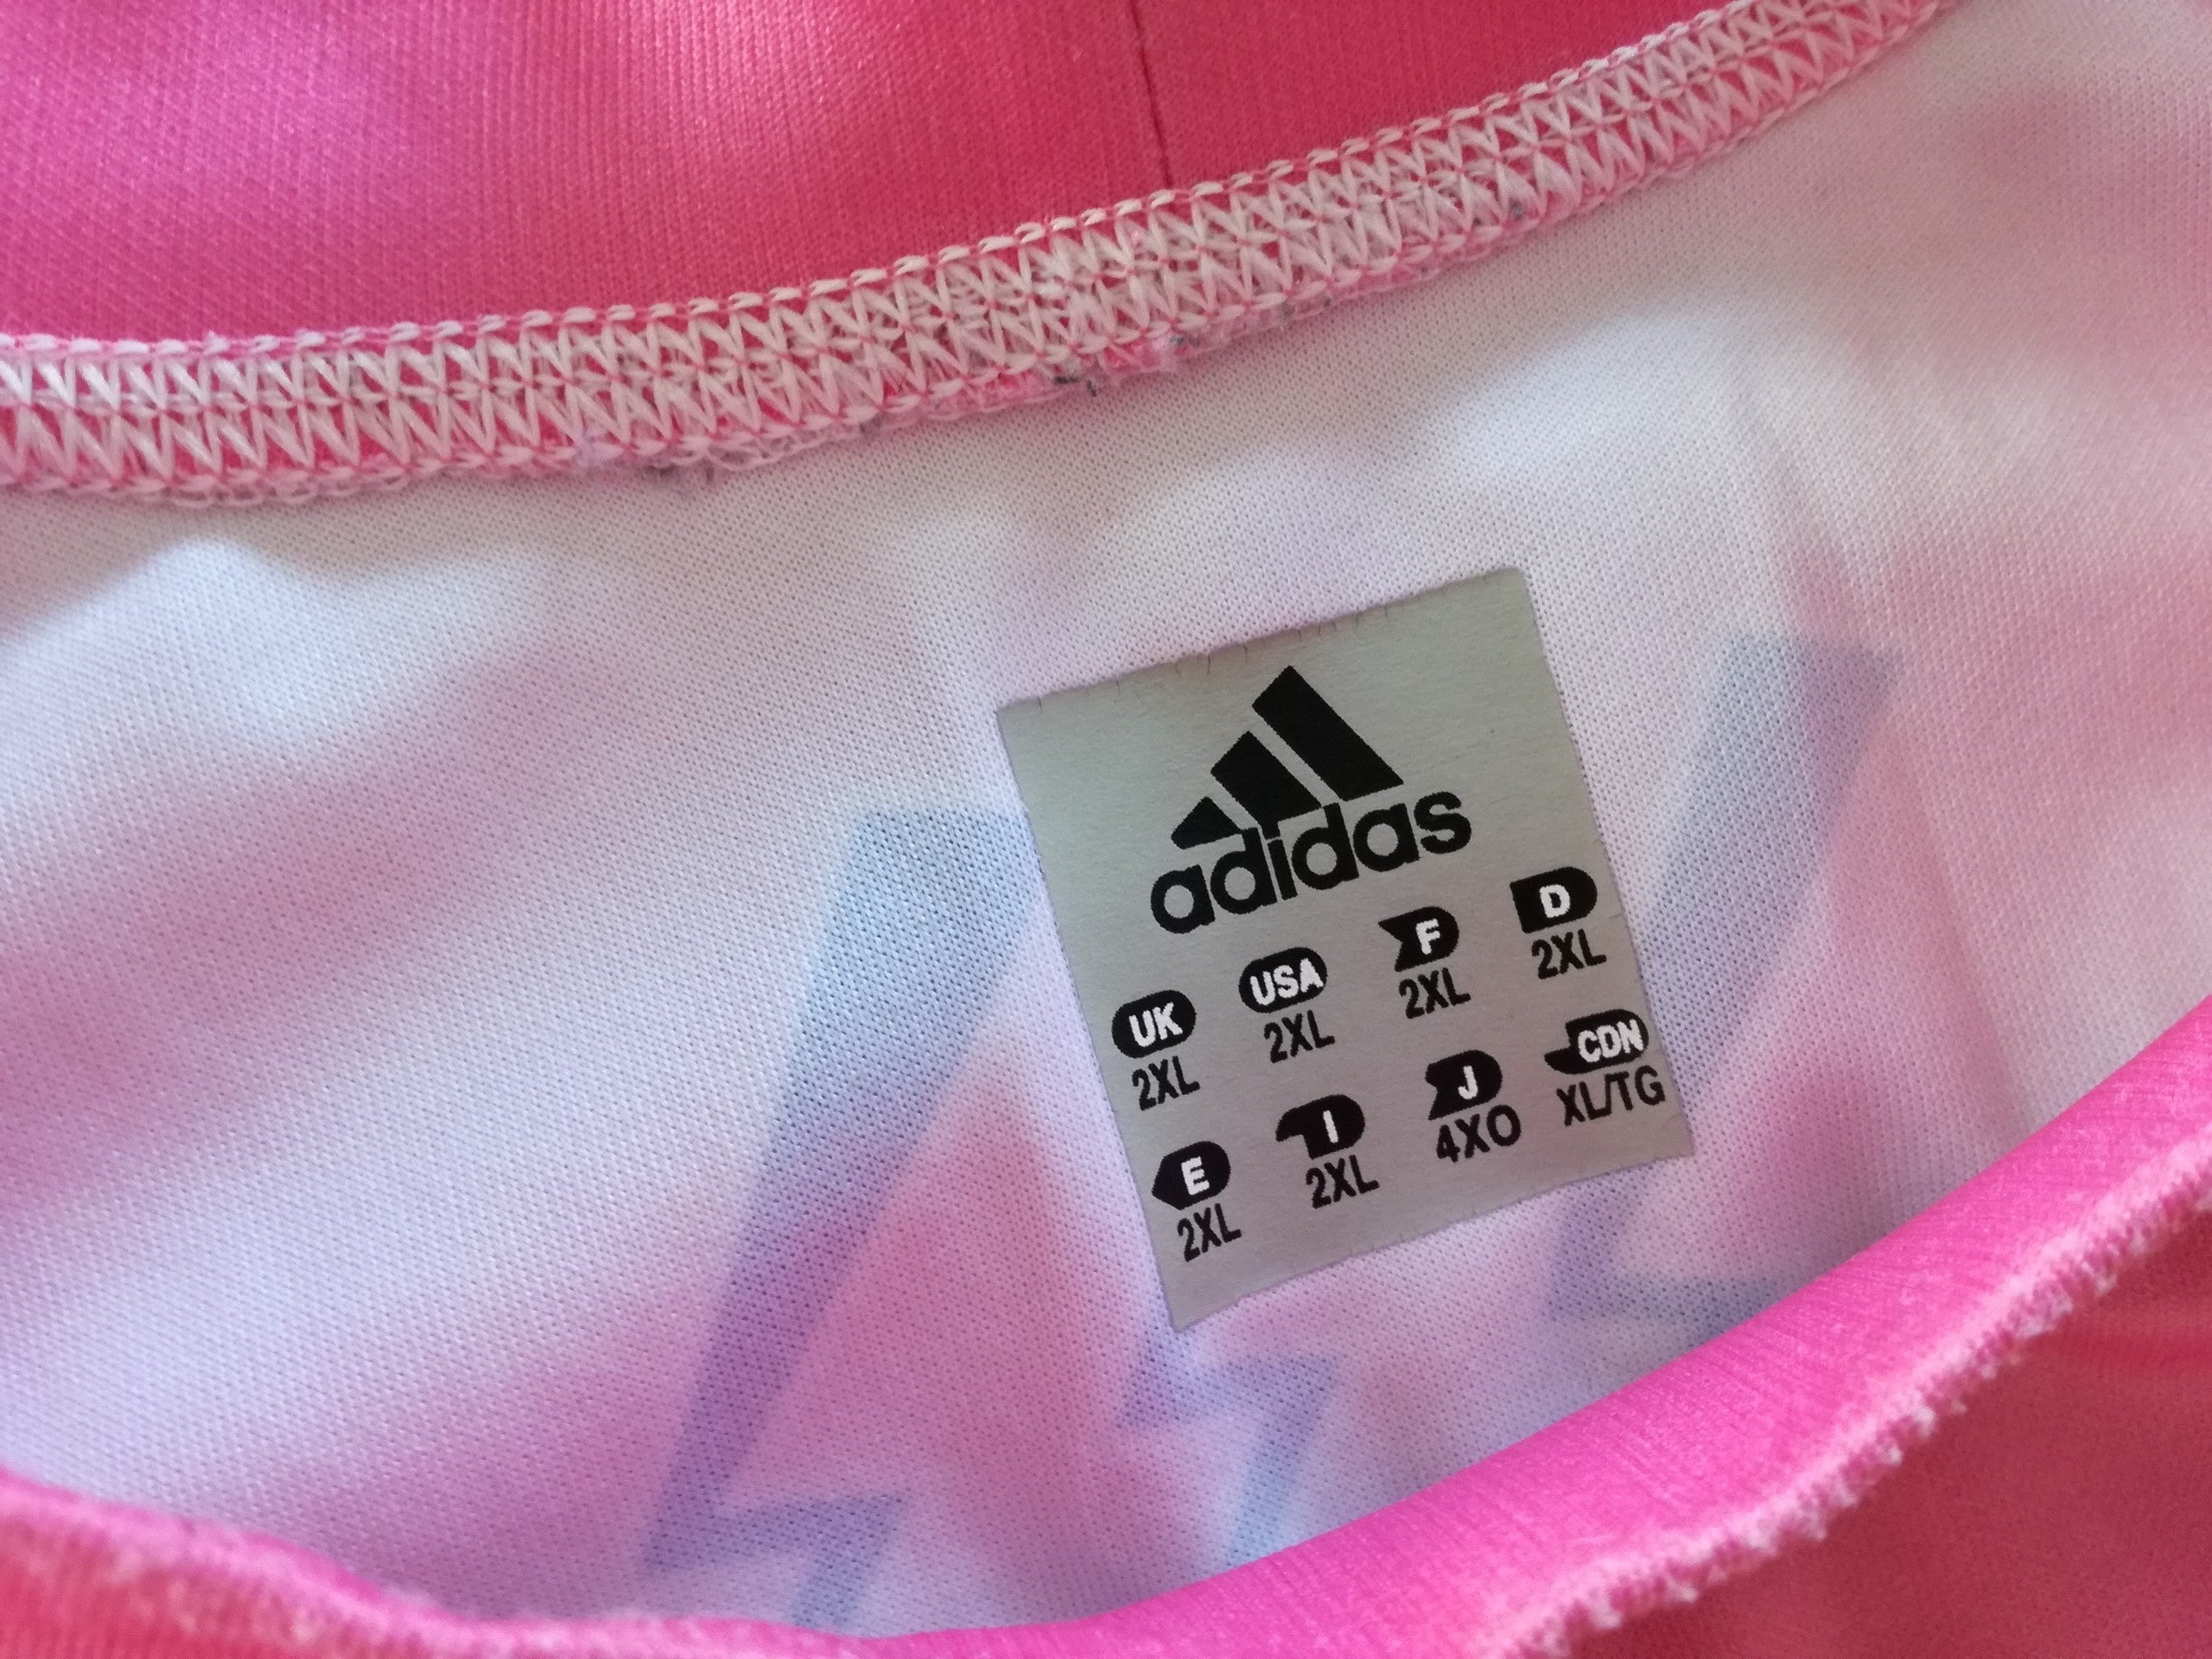 adidas
UK USA F D
2XL 2XL 2XL 2XL
E I J CDN
2XL 2XL 4XO XL/TG